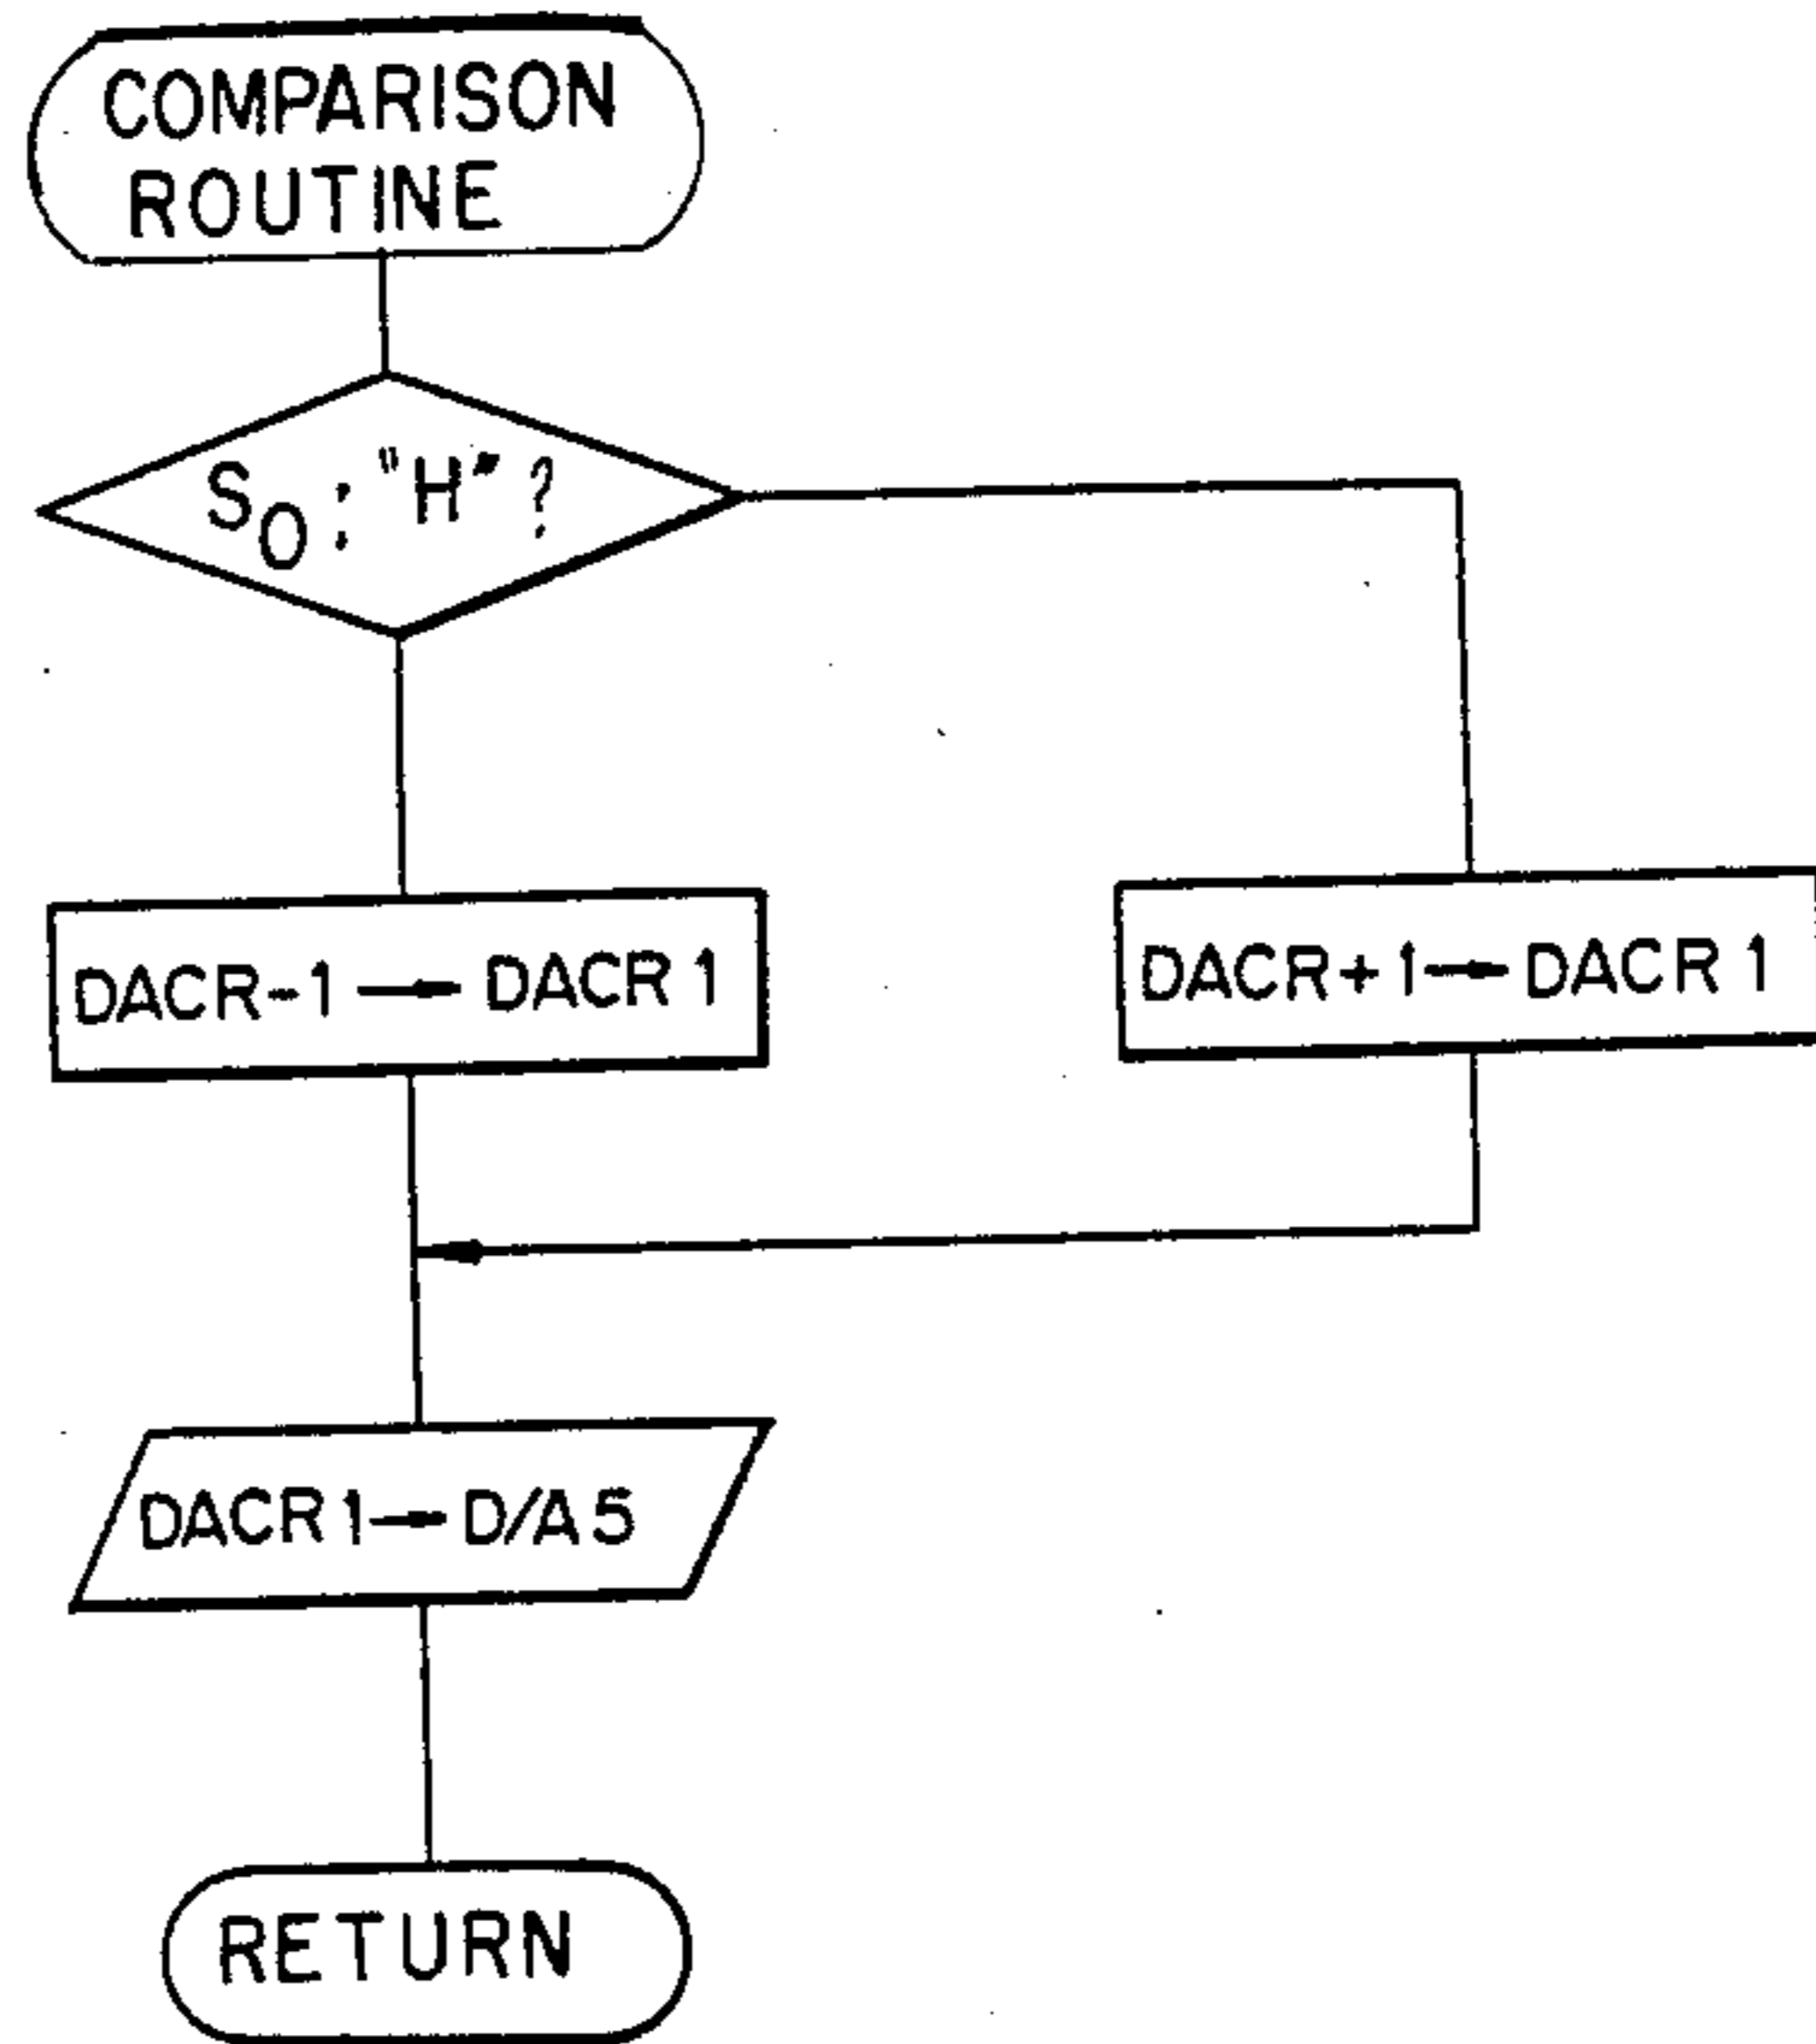 COMPARISON
ROUTINE
S₀ : "H" ?
DACR-1 → DACR 1
DACR+1 → DACR 1
DACR 1 → D/A 5
RETURN